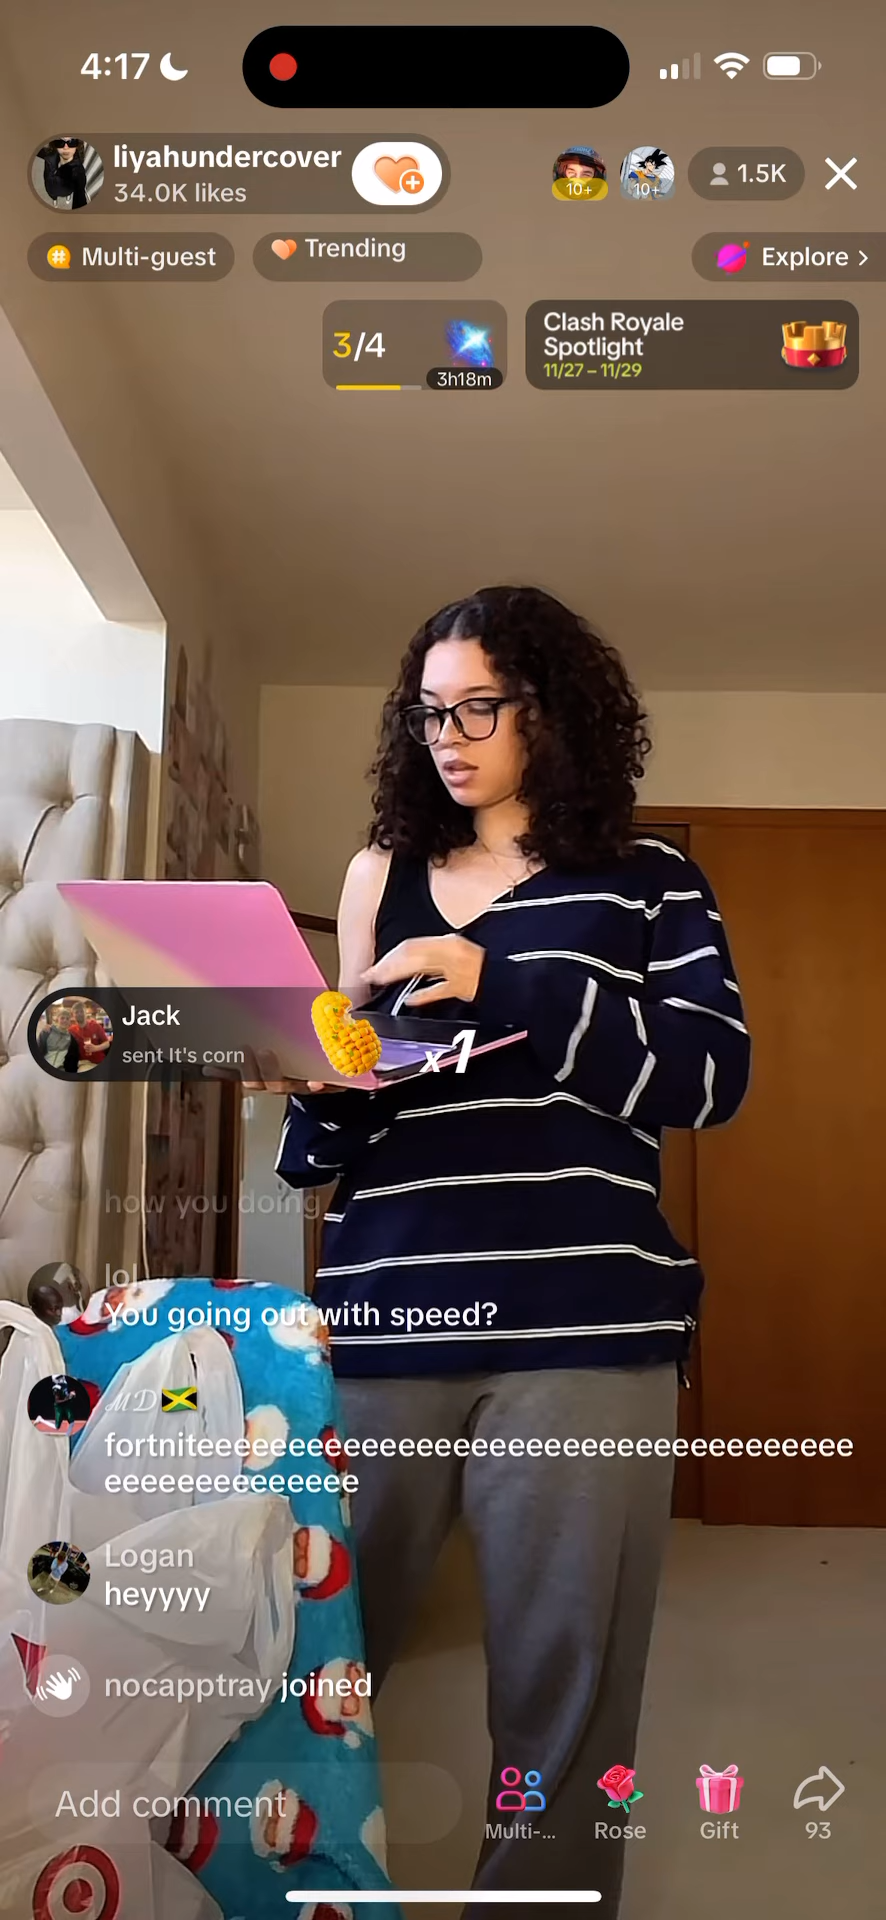 4:17
liyahundercover
34.0K likes
10+
10+
1.5K
Multi-guest
Trending
Explore >
3/4
3h18m
Clash Royale
Spotlight
11/27 – 11/29
Jack
sent It's corn
x1
how you doing
lol
You going out with speed?
ℳ𝒟🇯🇲
fortniteeeeeeeeeeeeeeeeeeeeeeeeeeeeeeeeeeee
eeeeeeeeeeeeee
Logan
heyyyy
nocapptray joined
Add comment
Multi-...
Rose
Gift
93